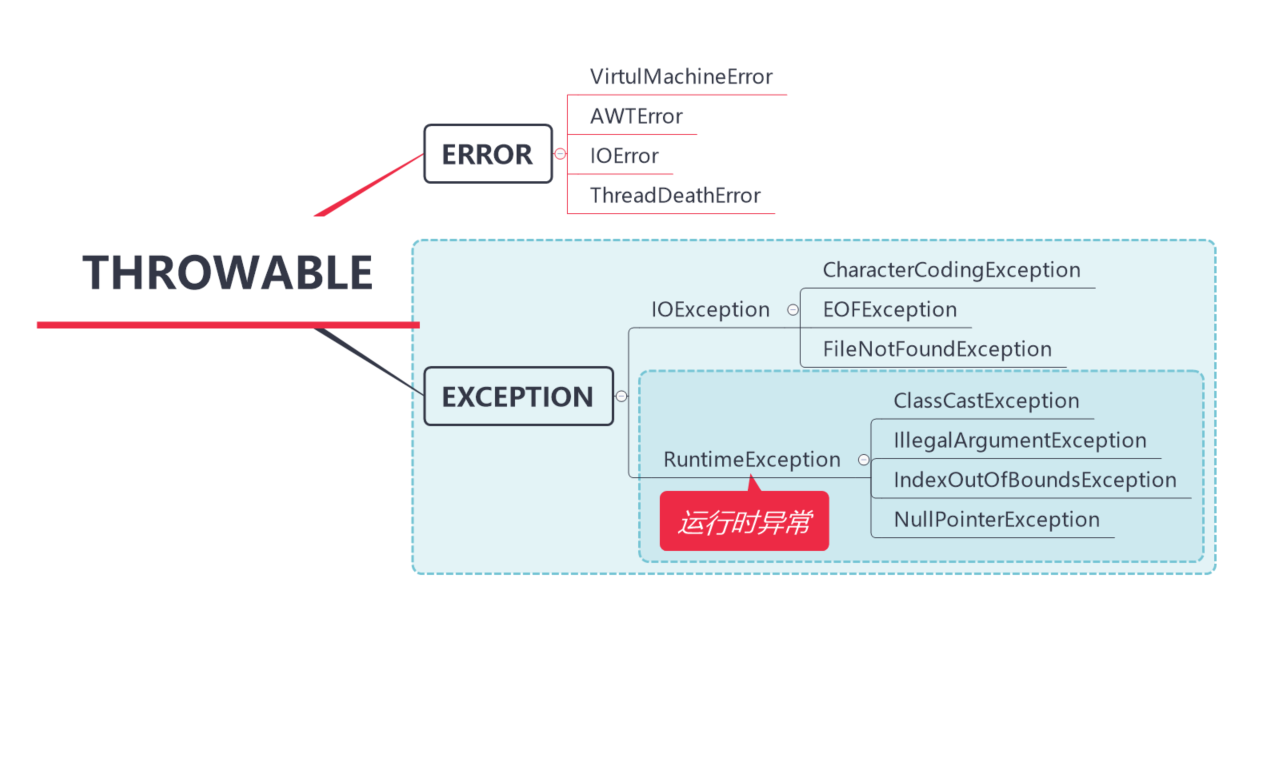 THROWABLE
ERROR
VirtulMachineError
AWTError
IOError
ThreadDeathError
EXCEPTION
IOException
CharacterCodingException
EOFException
FileNotFoundException
RuntimeException
运行时异常
ClassCastException
IllegalArgumentException
IndexOutOfBoundsException
NullPointerException